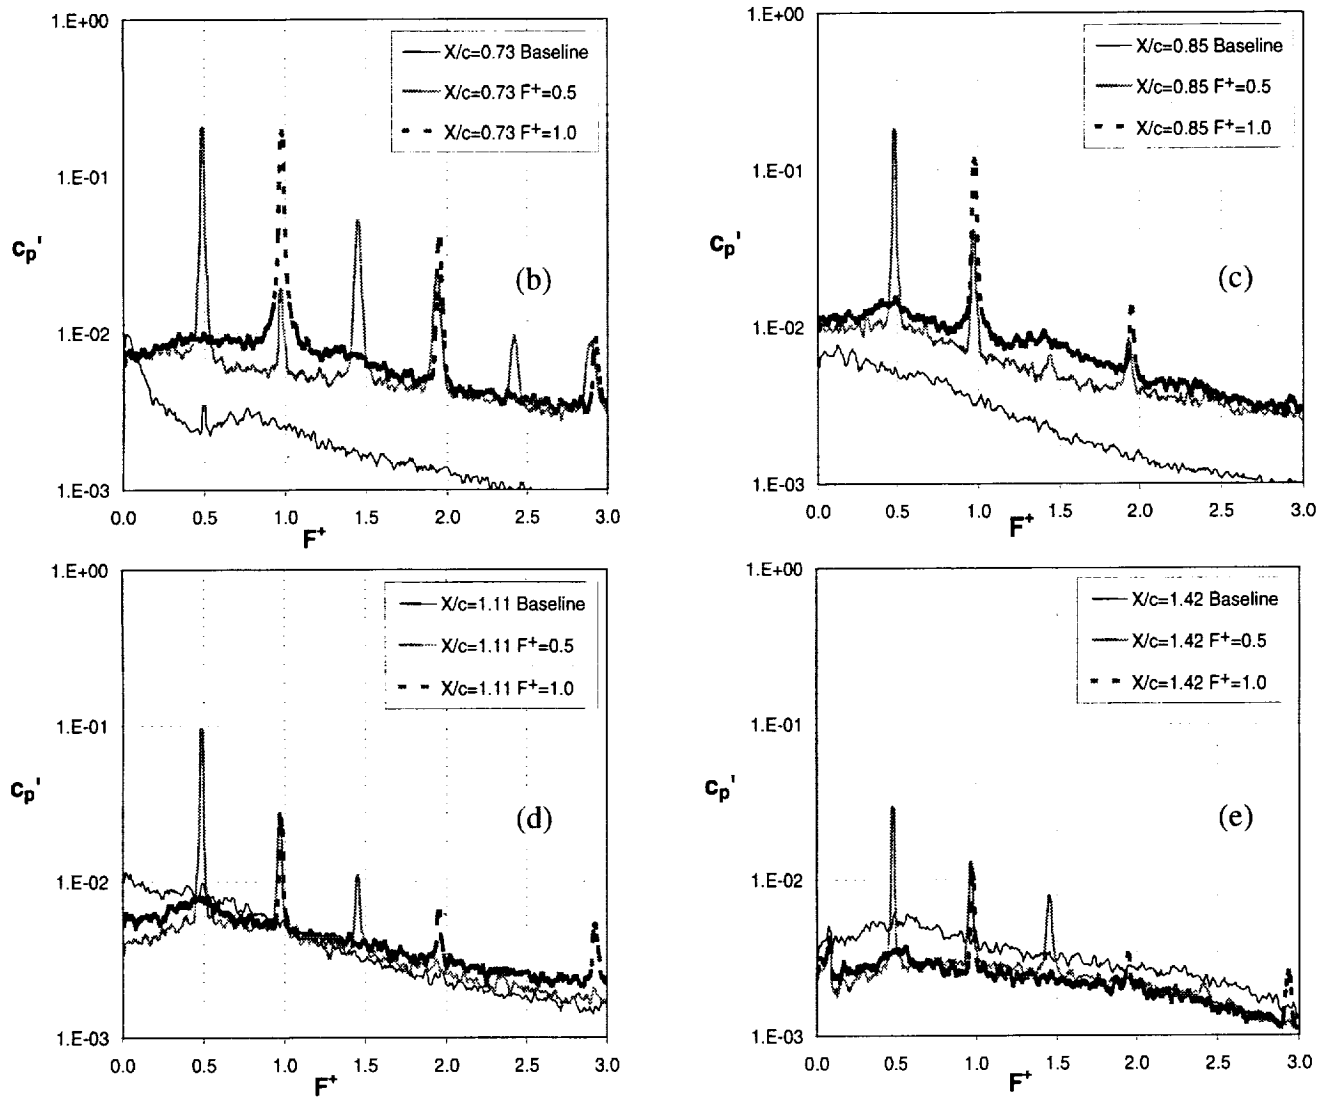 1.E+00
X/c=0.73 Baseline
X/c=0.73 F+=0.5
X/c=0.73 F+=1.0
1.E-01
cp'
(b)
1.E-02
1.E-03
0.0 0.5 1.0 1.5 2.0 2.5 3.0
F+
1.E+00
X/c=0.85 Baseline
X/c=0.85 F+=0.5
X/c=0.85 F+=1.0
1.E-01
cp'
(c)
1.E-02
1.E-03
0.0 0.5 1.0 1.5 2.0 2.5 3.0
F+
1.E+00
X/c=1.11 Baseline
X/c=1.11 F+=0.5
X/c=1.11 F+=1.0
1.E-01
cp'
(d)
1.E-02
1.E-03
0.0 0.5 1.0 1.5 2.0 2.5 3.0
F+
1.E+00
X/c=1.42 Baseline
X/c=1.42 F+=0.5
X/c=1.42 F+=1.0
1.E-01
cp'
(e)
1.E-02
1.E-03
0.0 0.5 1.0 1.5 2.0 2.5 3.0
F+